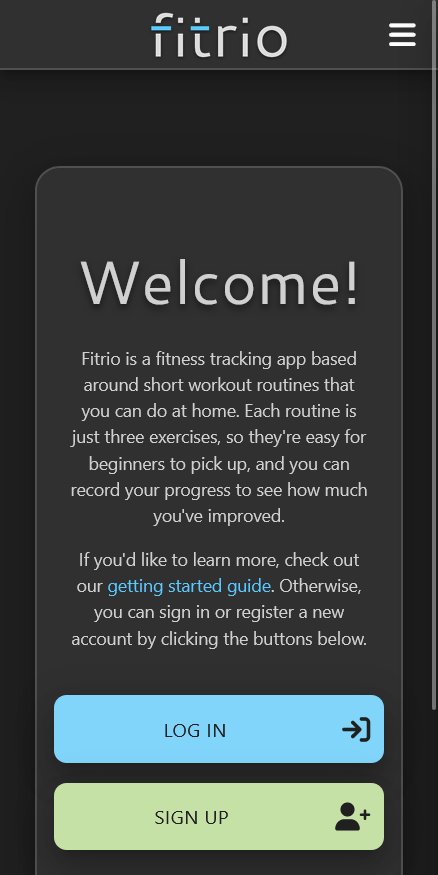 fitrio
Welcome!
Fitrio is a fitness tracking app based
around short workout routines that
you can do at home. Each routine is
just three exercises, so they're easy for
beginners to pick up, and you can
record your progress to see how much
you've improved.
If you'd like to learn more, check out
our getting started guide. Otherwise,
you can sign in or register a new
account by clicking the buttons below.
LOG IN
SIGN UP